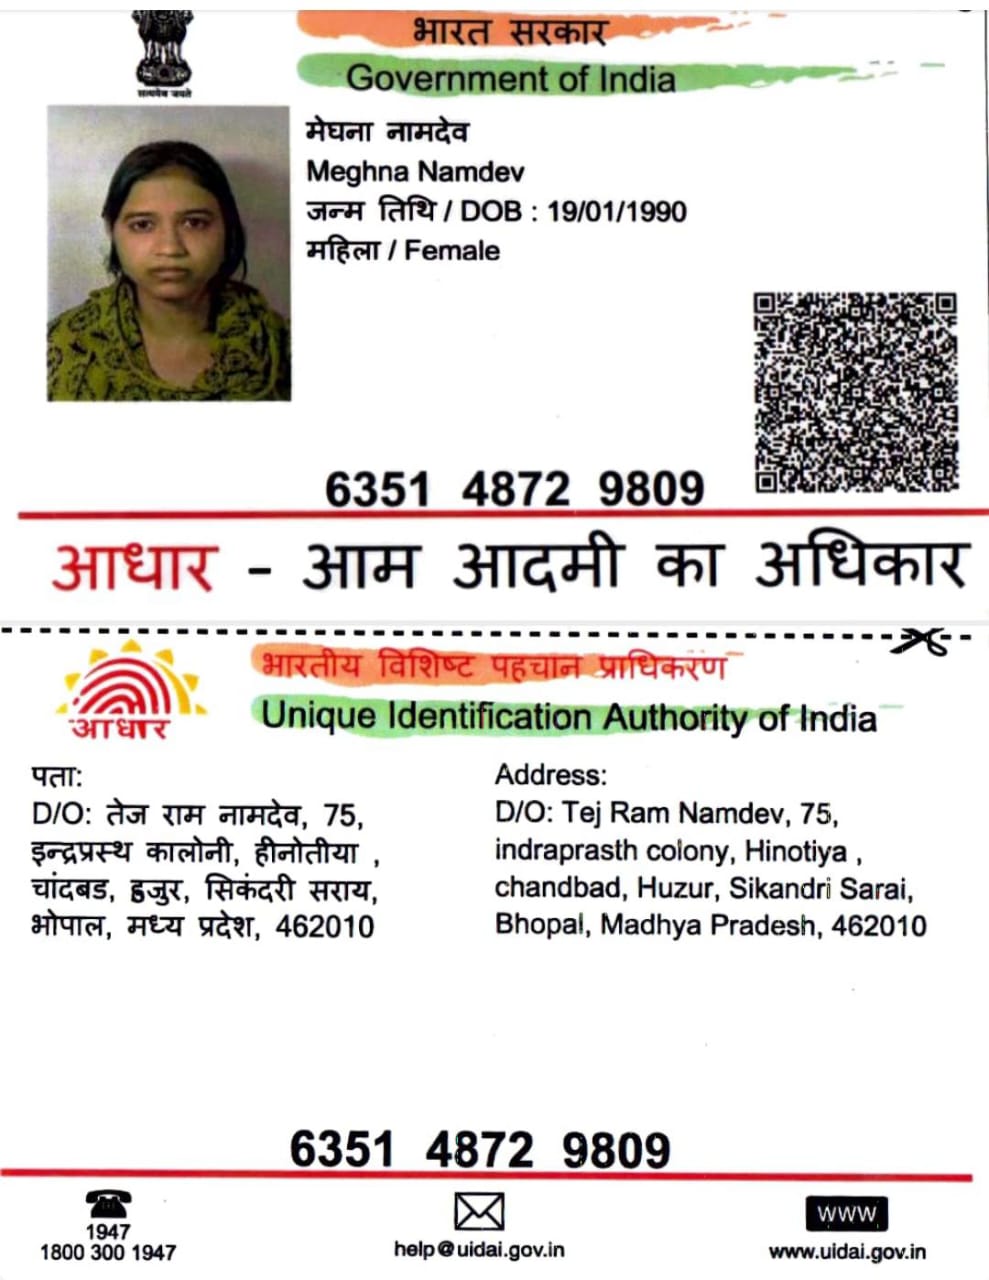 सत्यमेव जयते
भारत सरकार
Government of India
मेघना नामदेव
Meghna Namdev
जन्म तिथि / DOB : 19/01/1990
महिला / Female
6351 4872 9809
आधार - आम आदमी का अधिकार
भारतीय विशिष्ट पहचान प्राधिकरण
Unique Identification Authority of India
आधार
पता:
D/O: तेज राम नामदेव, 75,
इन्द्रप्रस्थ कालोनी, हीनोतीया ,
चांदबड, हुजुर, सिकंदरी सराय,
भोपाल, मध्य प्रदेश, 462010
Address:
D/O: Tej Ram Namdev, 75,
indraprasth colony, Hinotiya ,
chandbad, Huzur, Sikandri Sarai,
Bhopal, Madhya Pradesh, 462010
6351 4872 9809
1947
1800 300 1947
help@uidai.gov.in
www
www.uidai.gov.in